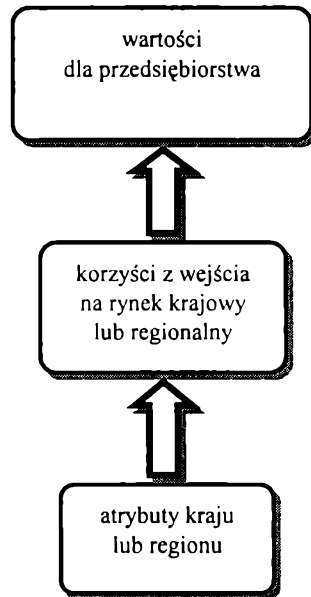 wartości
dla przedsiębiorstwa
korzyści z wejścia
na rynek krajowy
lub regionalny
atrybuty kraju
lub regionu